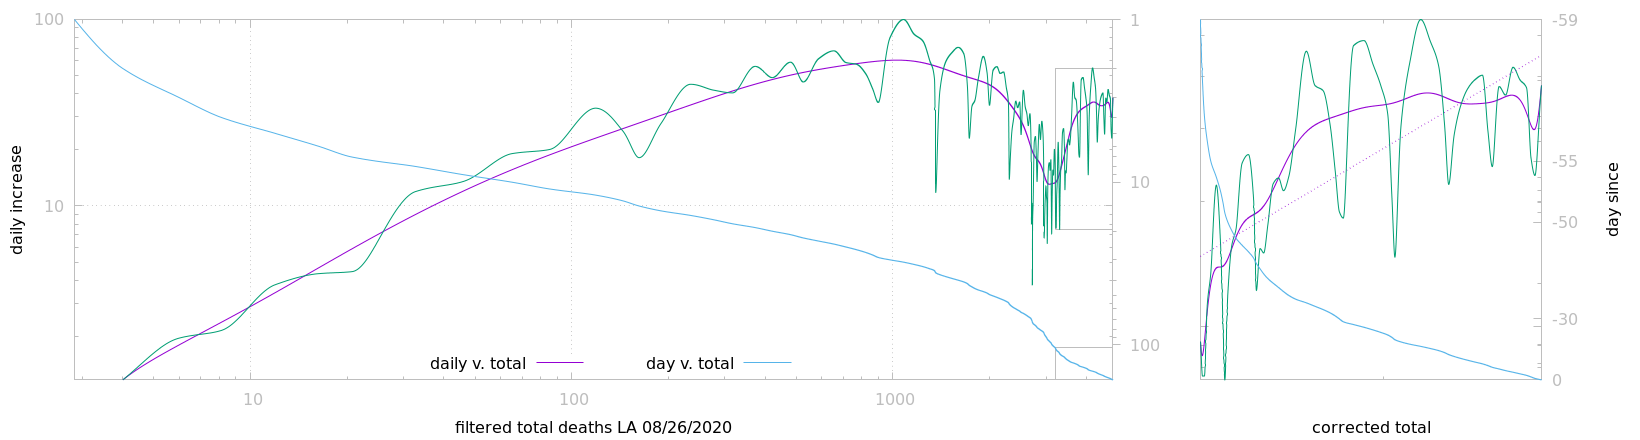 100
10
daily increase
10
100
1000
1
10
100
daily v. total
day v. total
filtered total deaths LA 08/26/2020
-59
-55
-50
-30
0
day since
corrected total